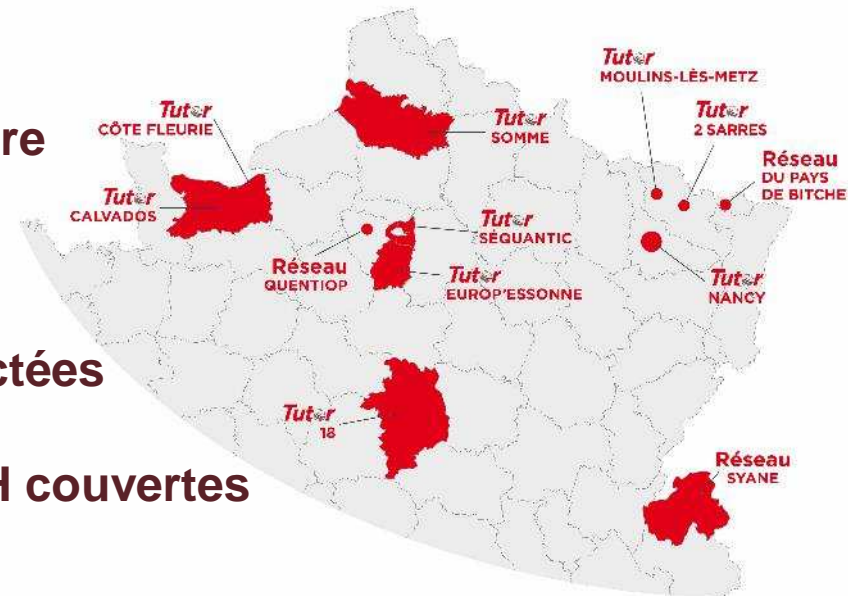 re
ctées
H couvertes
Tutor
CÔTE FLEURIE
Tutor
CALVADOS
Tutor
SOMME
Tutor
MOULINS-LÈS-METZ
Tutor
2 SARRES
Réseau
DU PAYS
DE BITCHE
Réseau
QUENTIOP
Tutor
SÉQUANTIC
Tutor
EUROP'ESSONNE
Tutor
NANCY
Tutor
18
Réseau
SYANE